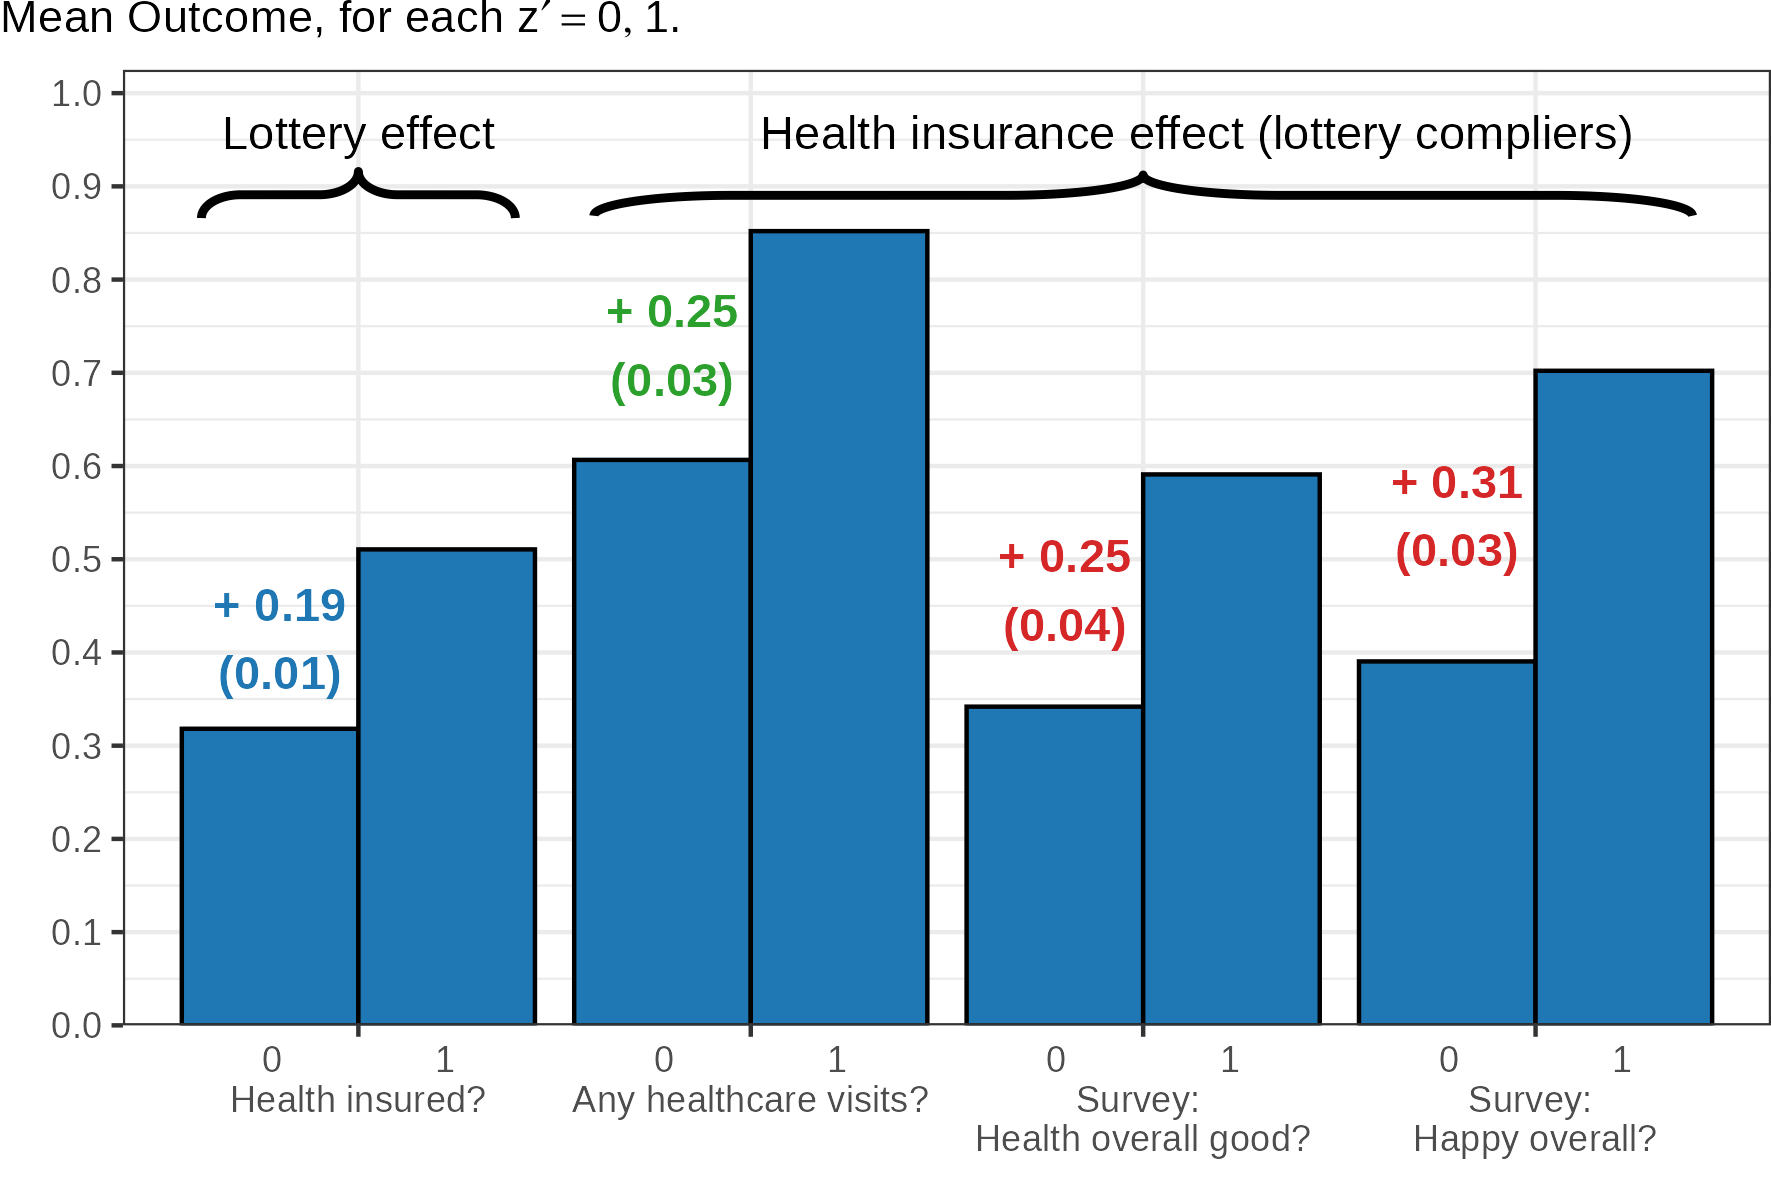 Mean Outcome, for each z′ = 0, 1.
1.0
0.9
0.8
0.7
0.6
0.5
0.4
0.3
0.2
0.1
0.0
Lottery effect
Health insurance effect (lottery compliers)
+ 0.19
(0.01)
+ 0.25
(0.03)
+ 0.25
(0.04)
+ 0.31
(0.03)
0 1
Health insured?
0 1
Any healthcare visits?
0 1
Survey:
Health overall good?
0 1
Survey:
Happy overall?